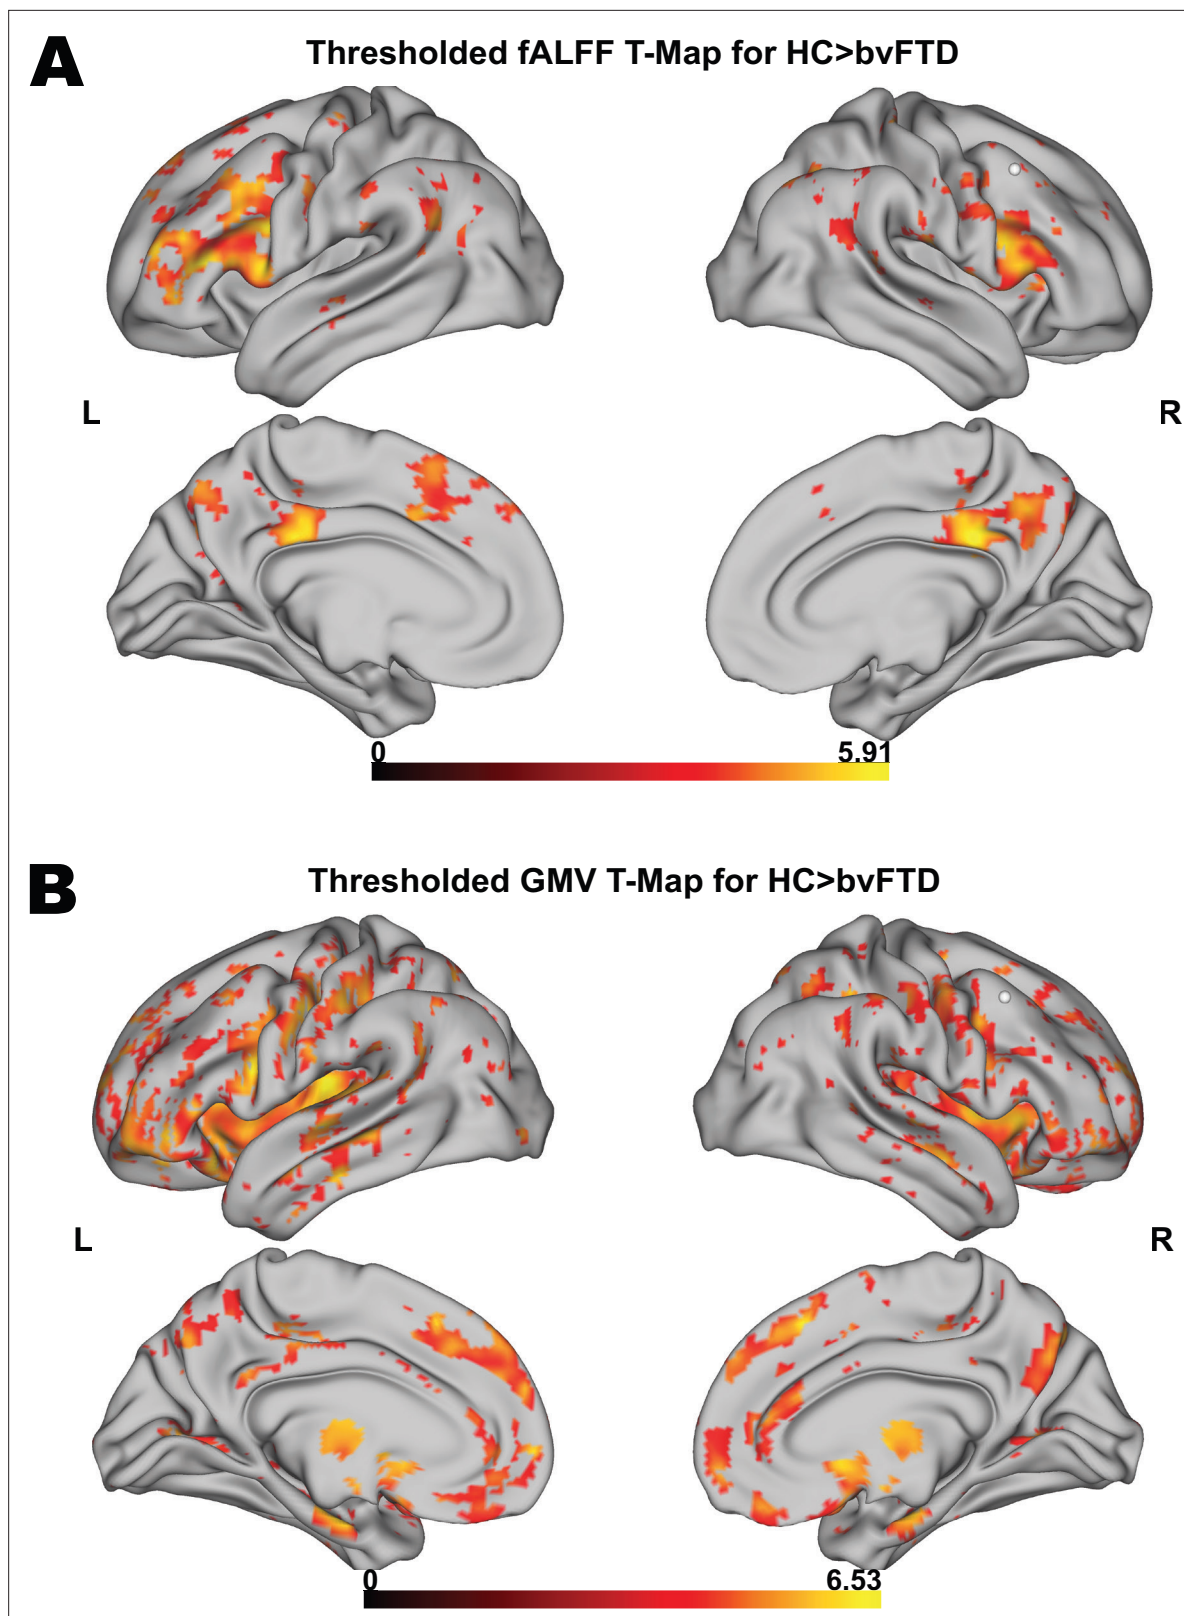 A
Thresholded fALFF T-Map for HC>bvFTD
L
R
0
5.91
B
Thresholded GMV T-Map for HC>bvFTD
L
R
0
6.53